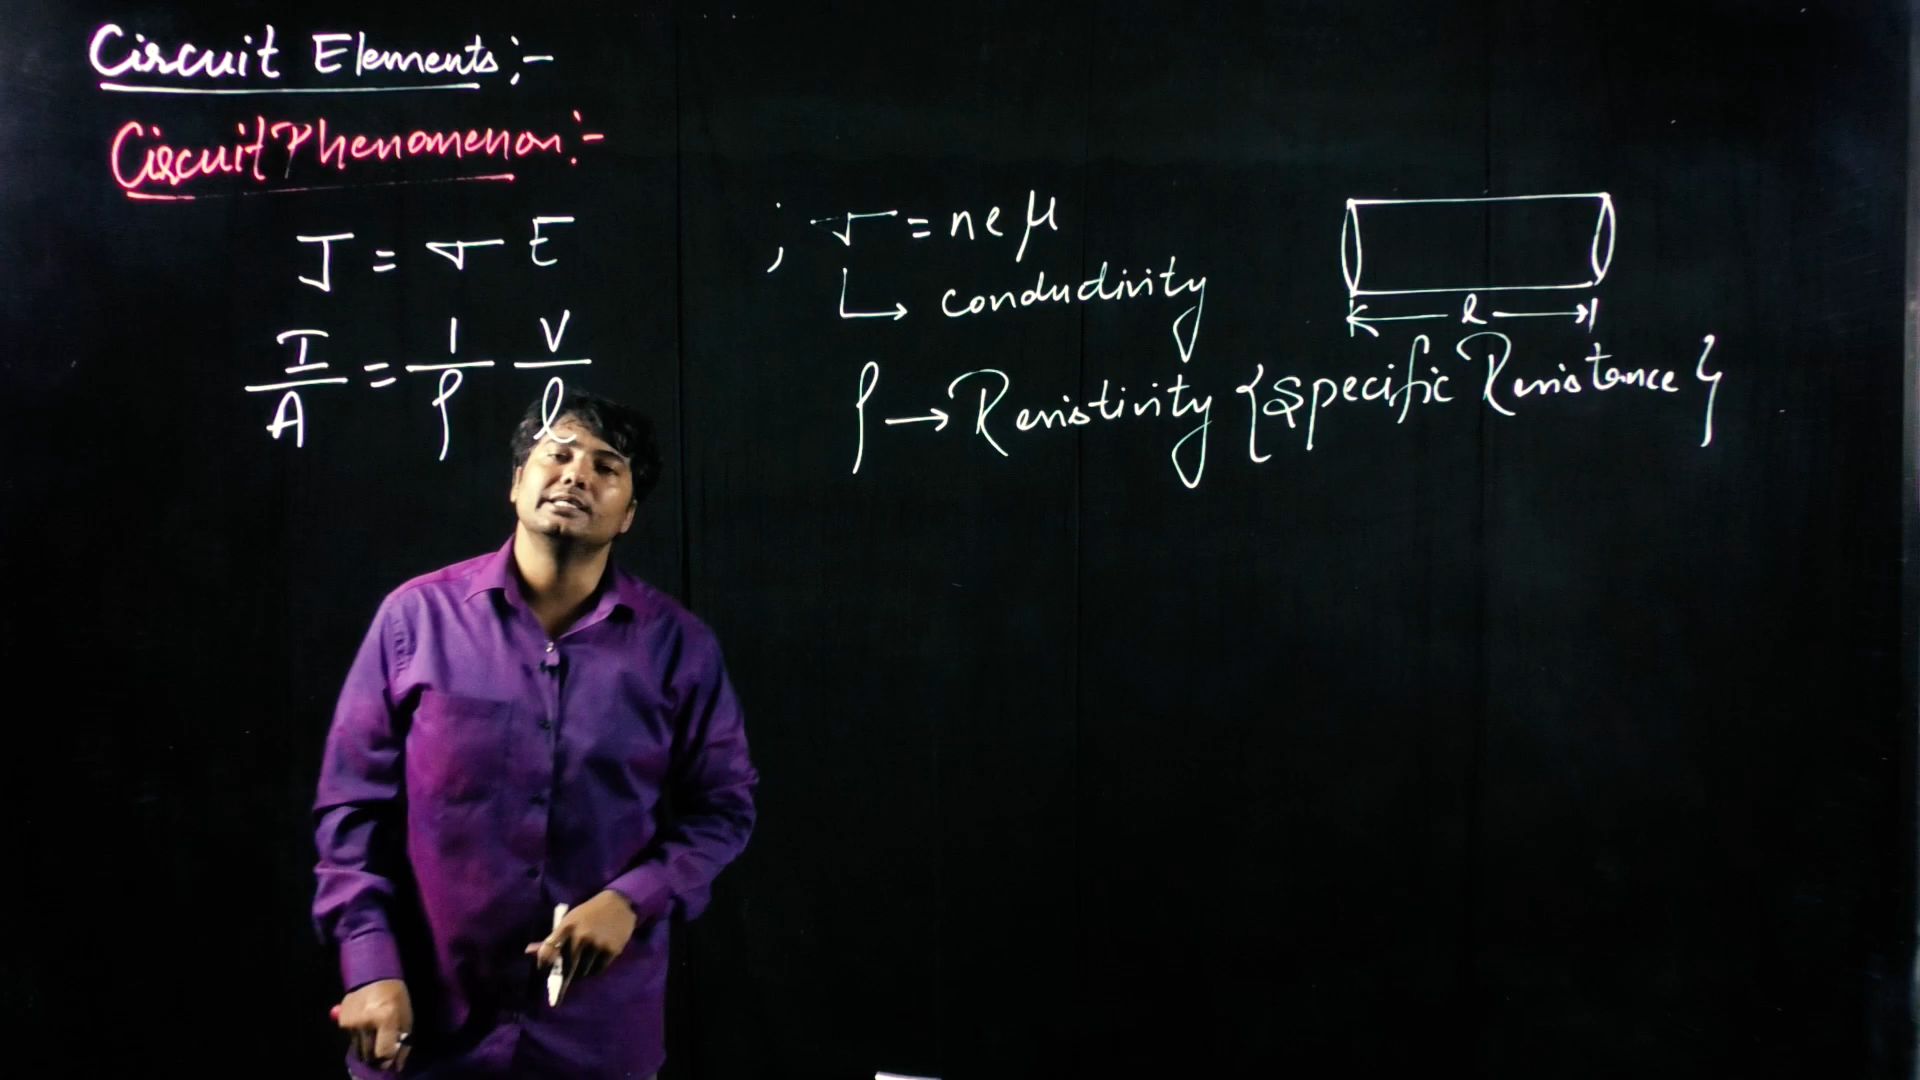 Circuit Elements:-
Circuit Phenomenon:-
J = σ E ; σ = neμ
↳ conductivity
I/A = 1/ρ V/l
l
ρ → Resistivity {specific Resistance}